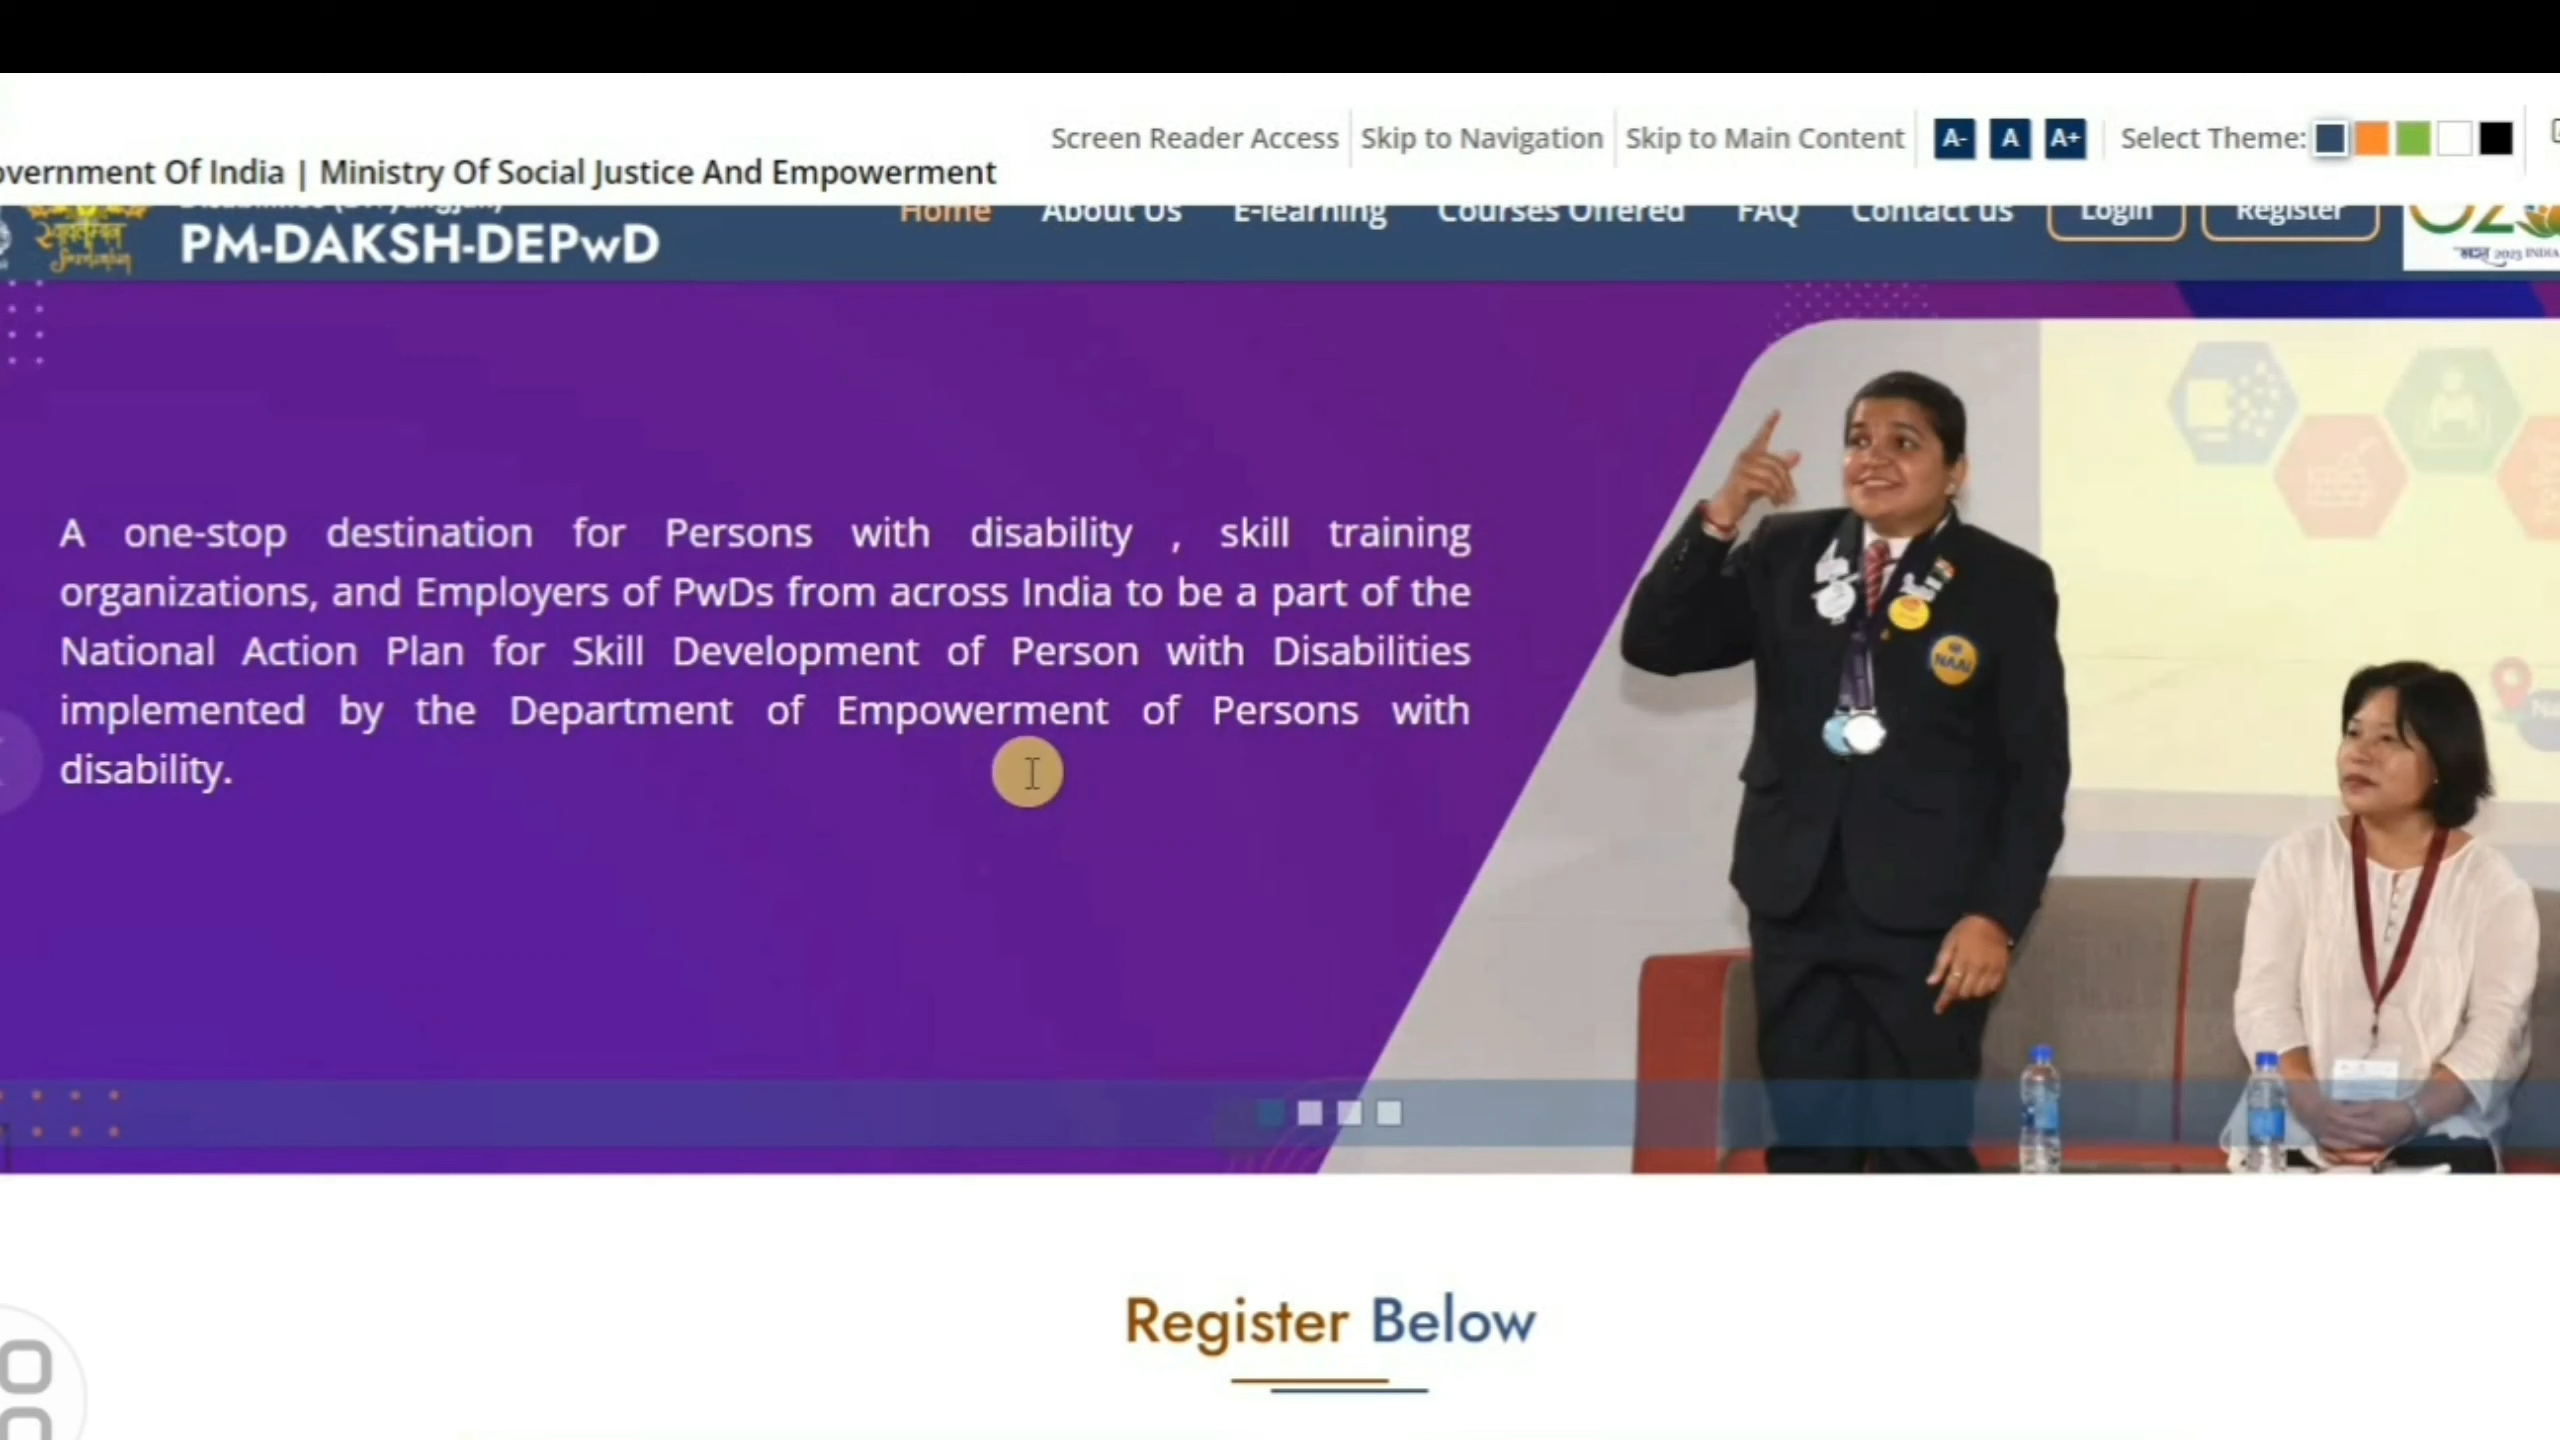 Screen Reader Access Skip to Navigation Skip to Main Content A- A A+ Select Theme:
Of India | Ministry Of Social Justice And Empowerment
PM-DAKSH-DEPwD
Home About Us E-learning Courses Offered FAQ Contact us Login Register
2023 INDIA
A one-stop destination for Persons with disability , skill training
organizations, and Employers of PwDs from across India to be a part of the
National Action Plan for Skill Development of Person with Disabilities
implemented by the Department of Empowerment of Persons with
disability.
NAAI
Register Below